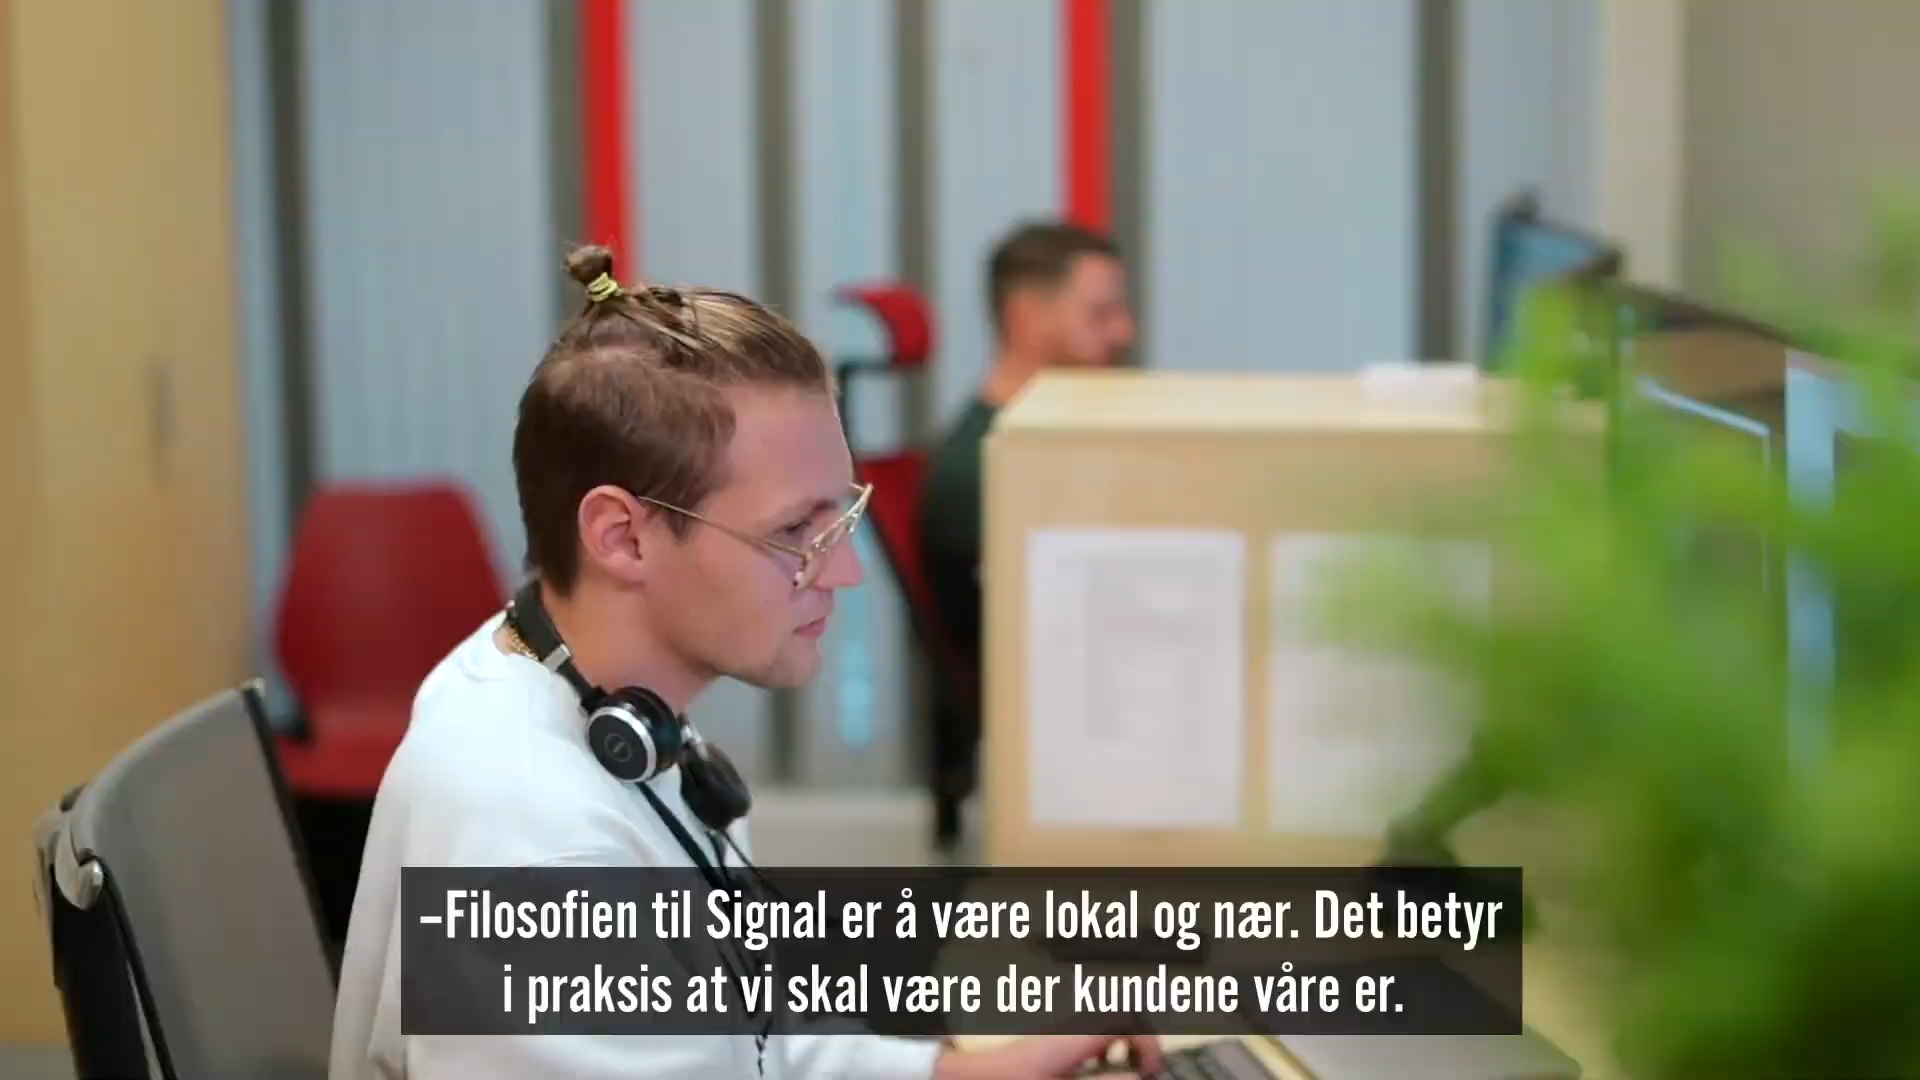 –Filosofien til Signal er å være lokal og nær. Det betyr
i praksis at vi skal være der kundene våre er.